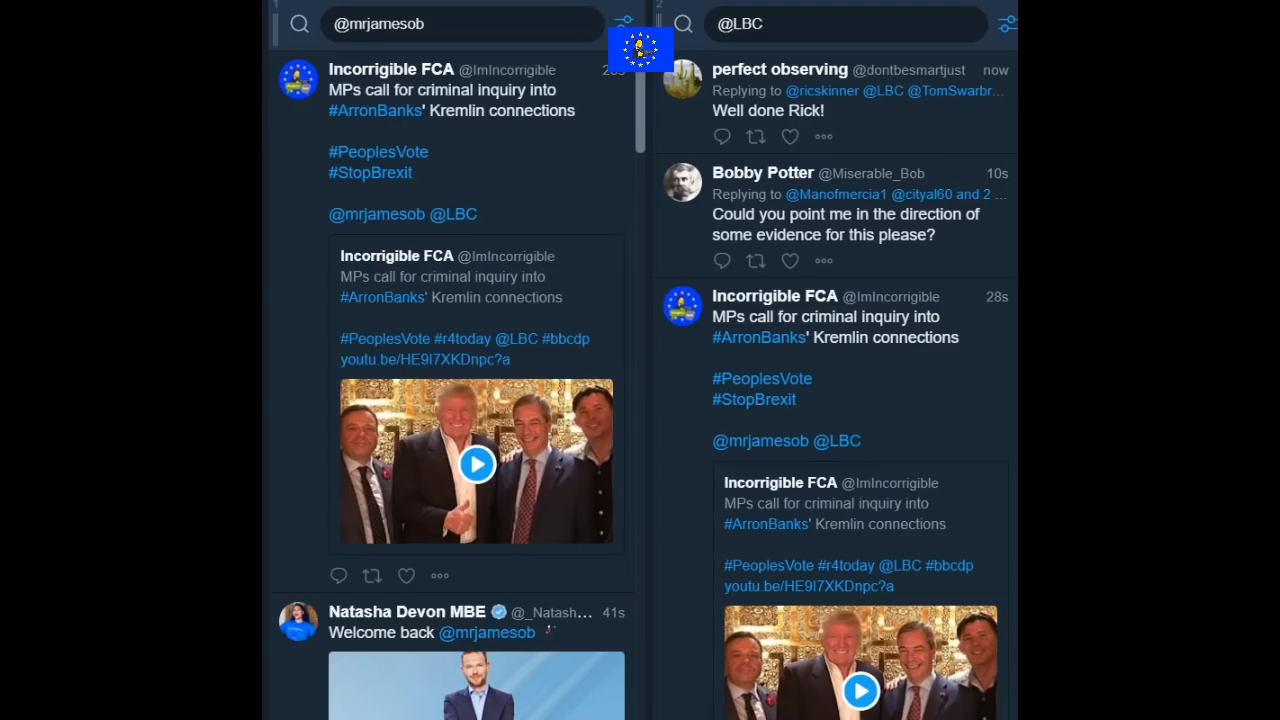 1
@mrjamesob
Incorrigible FCA @ImIncorrigible
MPs call for criminal inquiry into
#ArronBanks' Kremlin connections
#PeoplesVote
#StopBrexit
@mrjamesob @LBC
Incorrigible FCA @ImIncorrigible
MPs call for criminal inquiry into
#ArronBanks' Kremlin connections
#PeoplesVote #r4today @LBC #bbcdp
youtu.be/HE9I7XKDnpc?a
Natasha Devon MBE @_Natash... 41s
Welcome back @mrjamesob
2
@LBC
perfect observing @dontbesmartjust now
Replying to @ricskinner @LBC @TomSwarbr...
Well done Rick!
Bobby Potter @Miserable_Bob 10s
Replying to @Manofmercia1 @cityal60 and 2 ...
Could you point me in the direction of
some evidence for this please?
Incorrigible FCA @ImIncorrigible 28s
MPs call for criminal inquiry into
#ArronBanks' Kremlin connections
#PeoplesVote
#StopBrexit
@mrjamesob @LBC
Incorrigible FCA @ImIncorrigible
MPs call for criminal inquiry into
#ArronBanks' Kremlin connections
#PeoplesVote #r4today @LBC #bbcdp
youtu.be/HE9I7XKDnpc?a